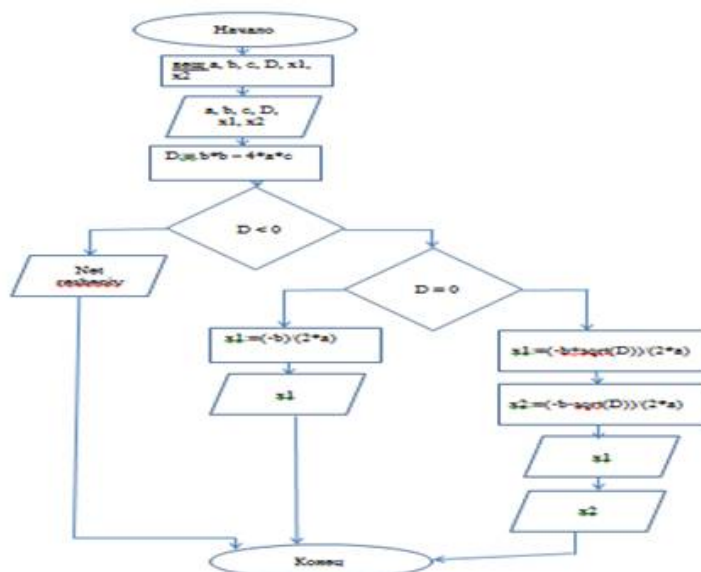 Начало
вещ a, b, c, D, x1,
x2
a, b, c, D,
x1, x2
D:= b*b – 4*a*c
D < 0
Net
resheniy
D = 0
x1:=(-b)/(2*a)
x1:=(-b+sqrt(D))/(2*a)
x1
x2:=(-b-sqrt(D))/(2*a)
x1
x2
Конец